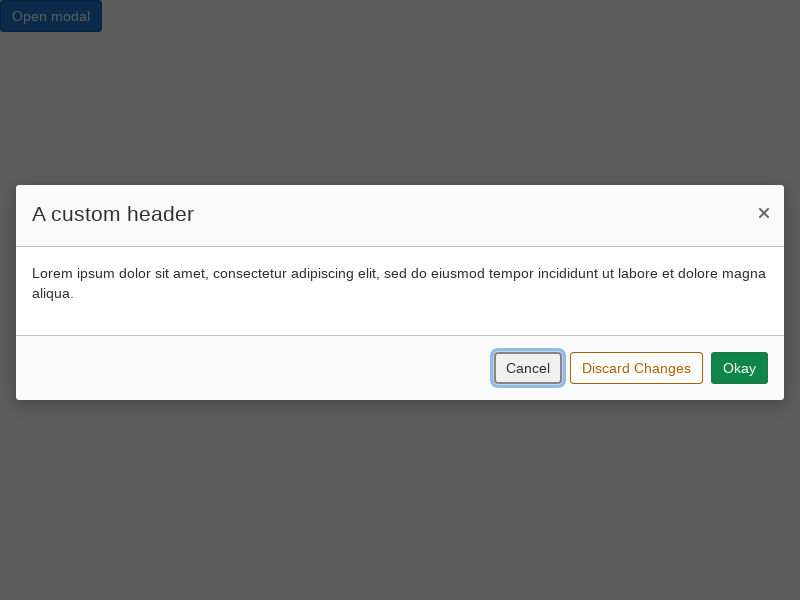 Open modal
A custom header
Lorem ipsum dolor sit amet, consectetur adipiscing elit, sed do eiusmod tempor incididunt ut labore et dolore magna
aliqua.
Cancel Discard Changes Okay